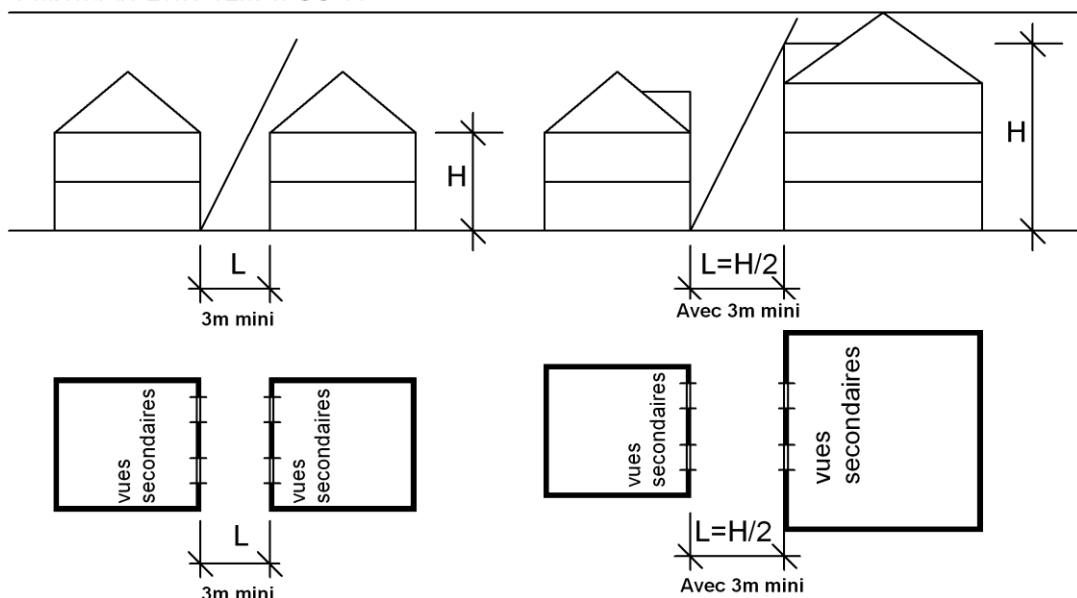 H
H
L
L=H/2
3m mini
Avec 3m mini
vues
secondaires
vues
secondaires
vues
secondaires
vues
secondaires
L
L=H/2
3m mini
Avec 3m mini